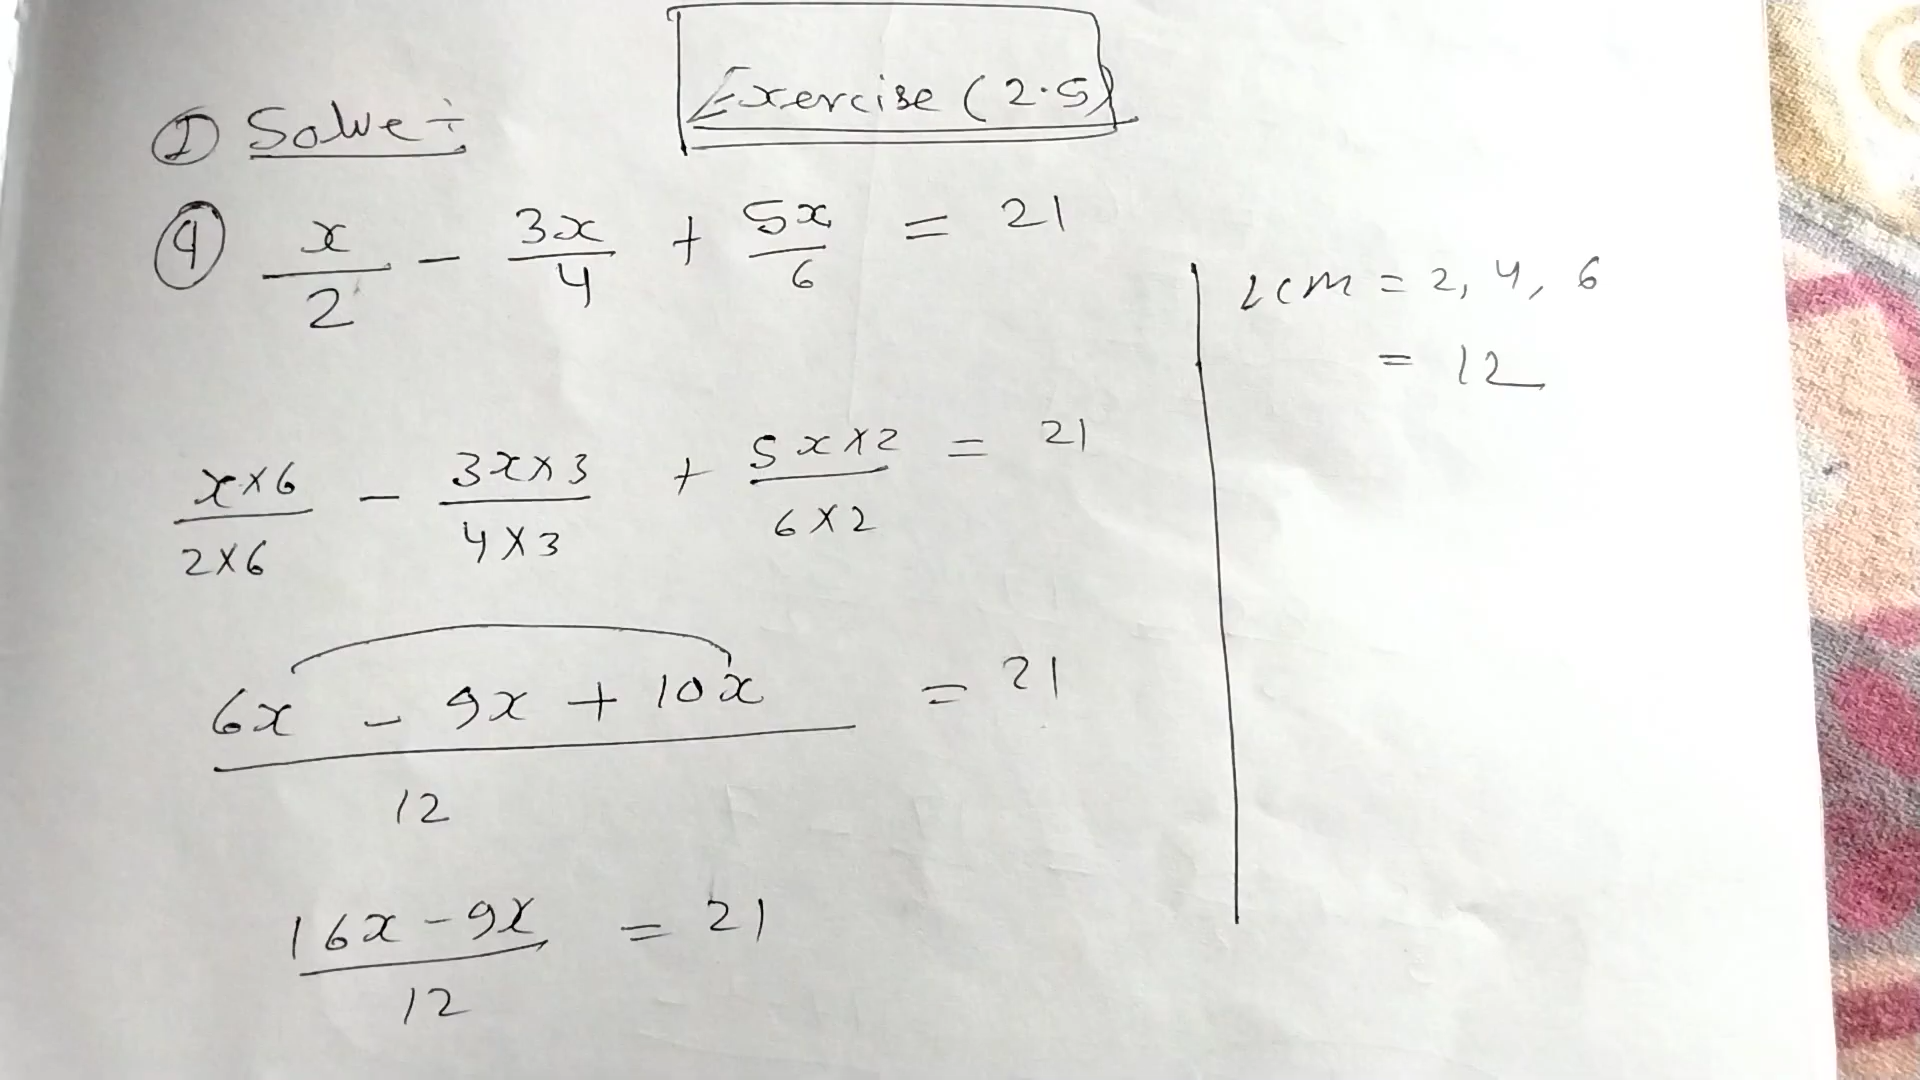 Exercise (2.5)
① Solve ÷
④ x/2 - 3x/4 + 5x/6 = 21
LCM = 2, 4, 6
= 12
x×6/2×6 - 3x×3/4×3 + 5x×2/6×2 = 21
6x - 9x + 10x/12 = 21
16x - 9x/12 = 21